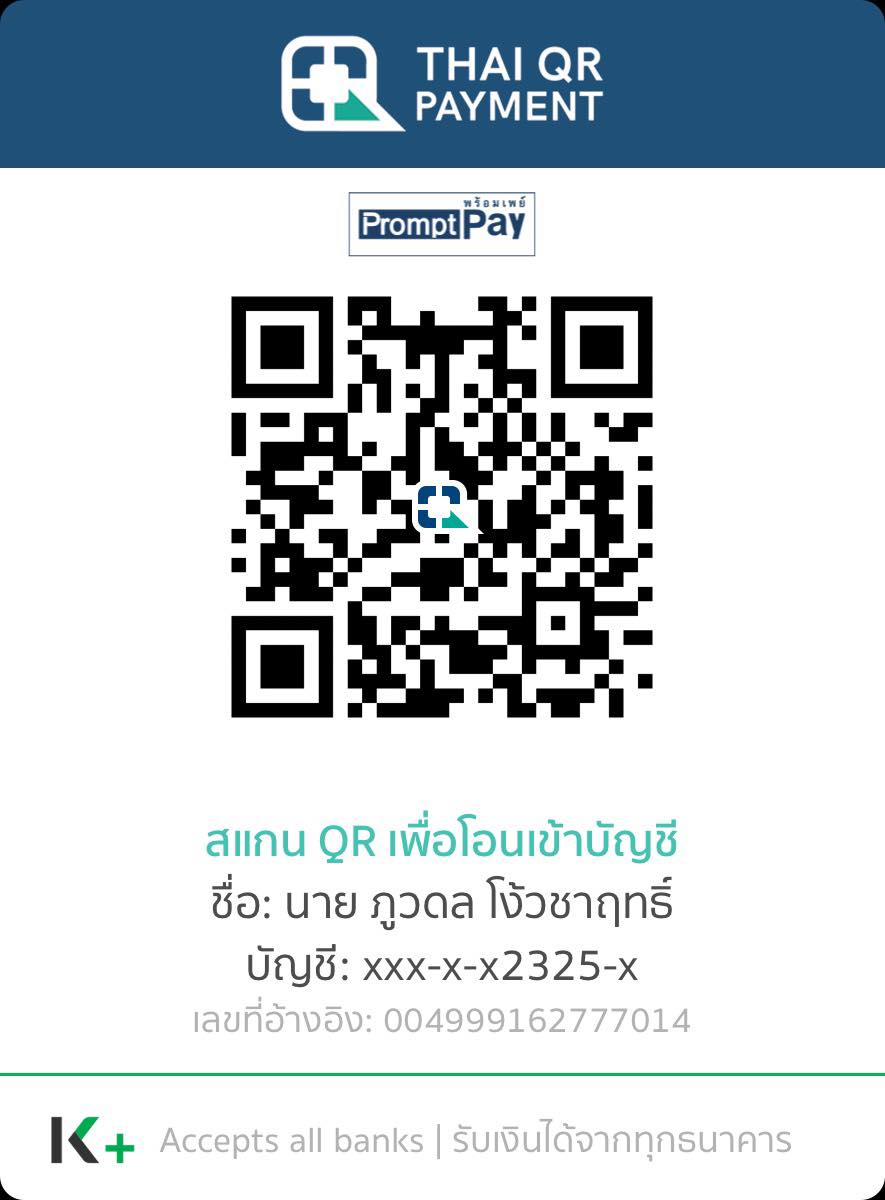 THAI QR
PAYMENT
พร้อมเพย์
PromptPay
สแกน QR เพื่อโอนเข้าบัญชี
ชื่อ: นาย ภูวดล โง้วชาฤทธิ์
บัญชี: xxx-x-x2325-x
เลขที่อ้างอิง: 004999162777014
K+ Accepts all banks | รับเงินได้จากทุกธนาคาร